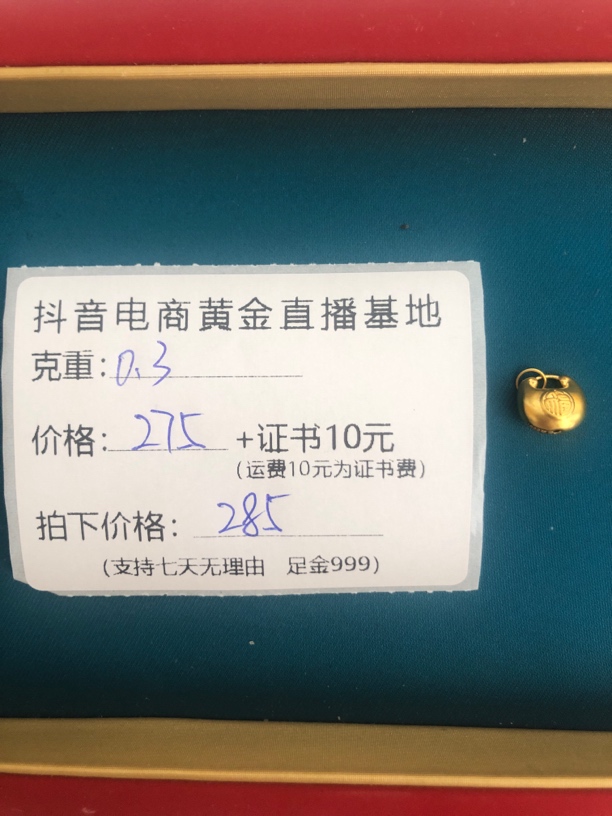 抖音电商黄金直播基地
克重：0.3
价格：275 +证书10元
（运费10元为证书费）
拍下价格：285
（支持七天无理由 足金999）
福